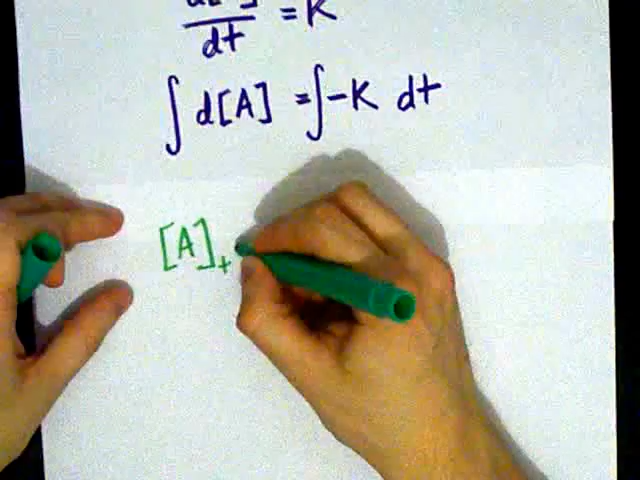 dt = K
∫ d[A] = ∫ -K dt
[A]t